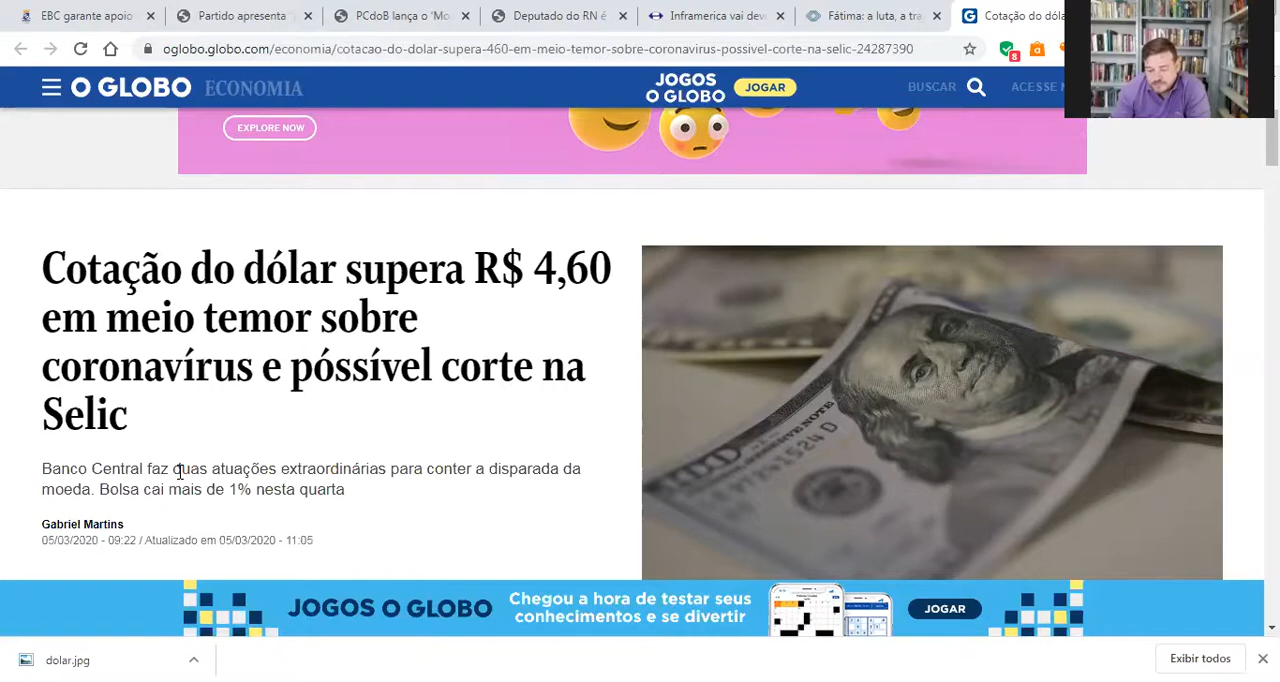 EBC garante apoio
Partido apresenta
PCdoB lança o 'Mo
Deputado do RN é
Inframerica vai deve
Fátima: a luta, a tra
Cotação do dóla
oglobo.globo.com/economia/cotacao-do-dolar-supera-460-em-meio-temor-sobre-coronavirus-possivel-corte-na-selic-24287390
8
a
O GLOBO ECONOMIA
JOGOS
O GLOBO
JOGAR
BUSCAR
ACESSE
EXPLORE NOW
Cotação do dólar supera R$ 4,60
em meio temor sobre
coronavírus e póssível corte na
Selic
Banco Central faz duas atuações extraordinárias para conter a disparada da
moeda. Bolsa cai mais de 1% nesta quarta
Gabriel Martins
05/03/2020 - 09:22 / Atualizado em 05/03/2020 - 11:05
JOGOS O GLOBO
Chegou a hora de testar seus
conhecimentos e se divertir
JOGAR
dolar.jpg
Exibir todos